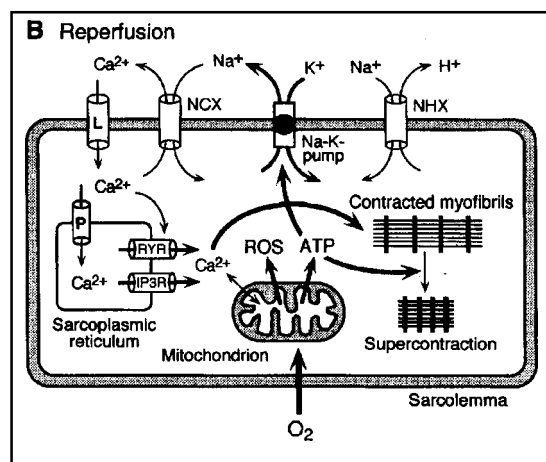 B Reperfusion
Ca2+
Na+
K+
Na+
H+
NCX
NHX
L
Na-K-
pump
Ca2+
P
Contracted myofibrils
RYR
ROS
ATP
Ca2+
Ca2+
IP3R
Sarcoplasmic
reticulum
Mitochondrion
Supercontraction
Sarcolemma
O2